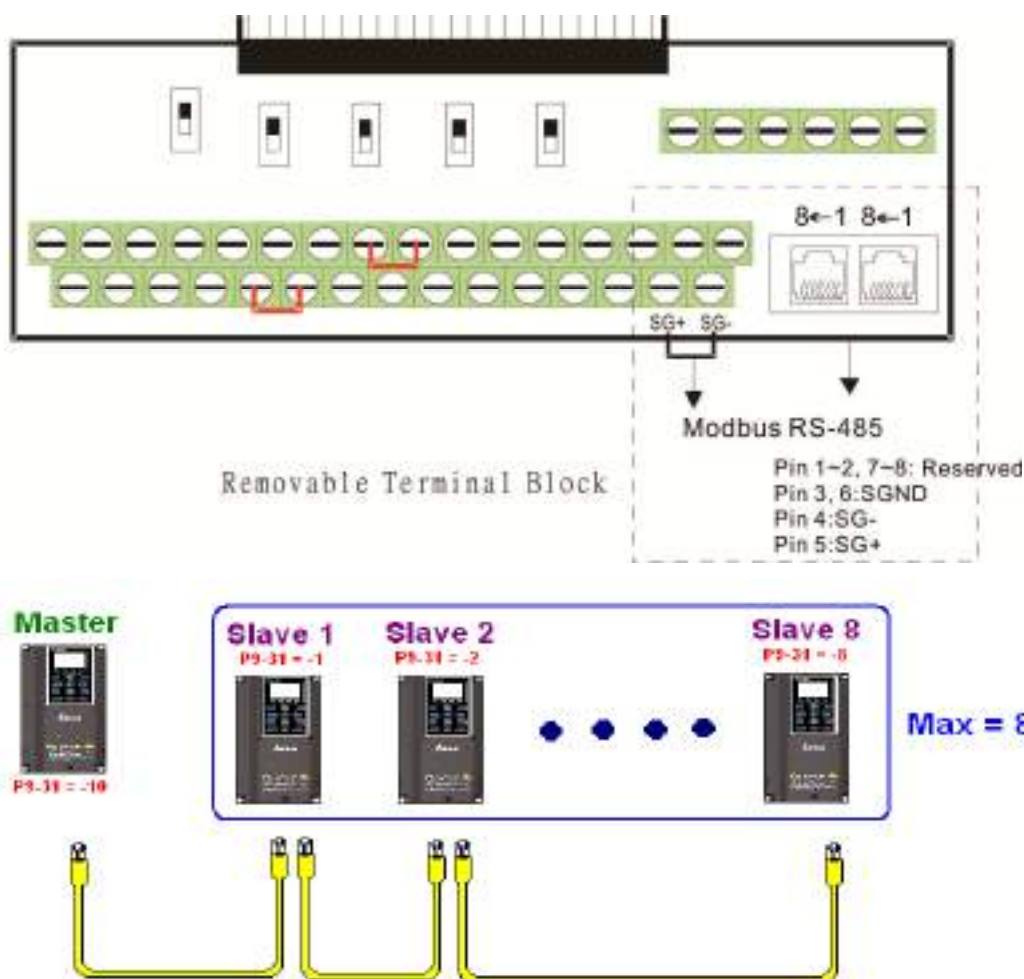 8←1 8←1
SG+ SG-
Modbus RS-485
Removable Terminal Block
Pin 1~2, 7~8: Reserved
Pin 3, 6:SGND
Pin 4:SG-
Pin 5:SG+
Master
Slave 1 Slave 2 Slave 8
P9-31 = -1 P9-31 = -2 P9-31 = -8
Max = 8
P9-31 = -10